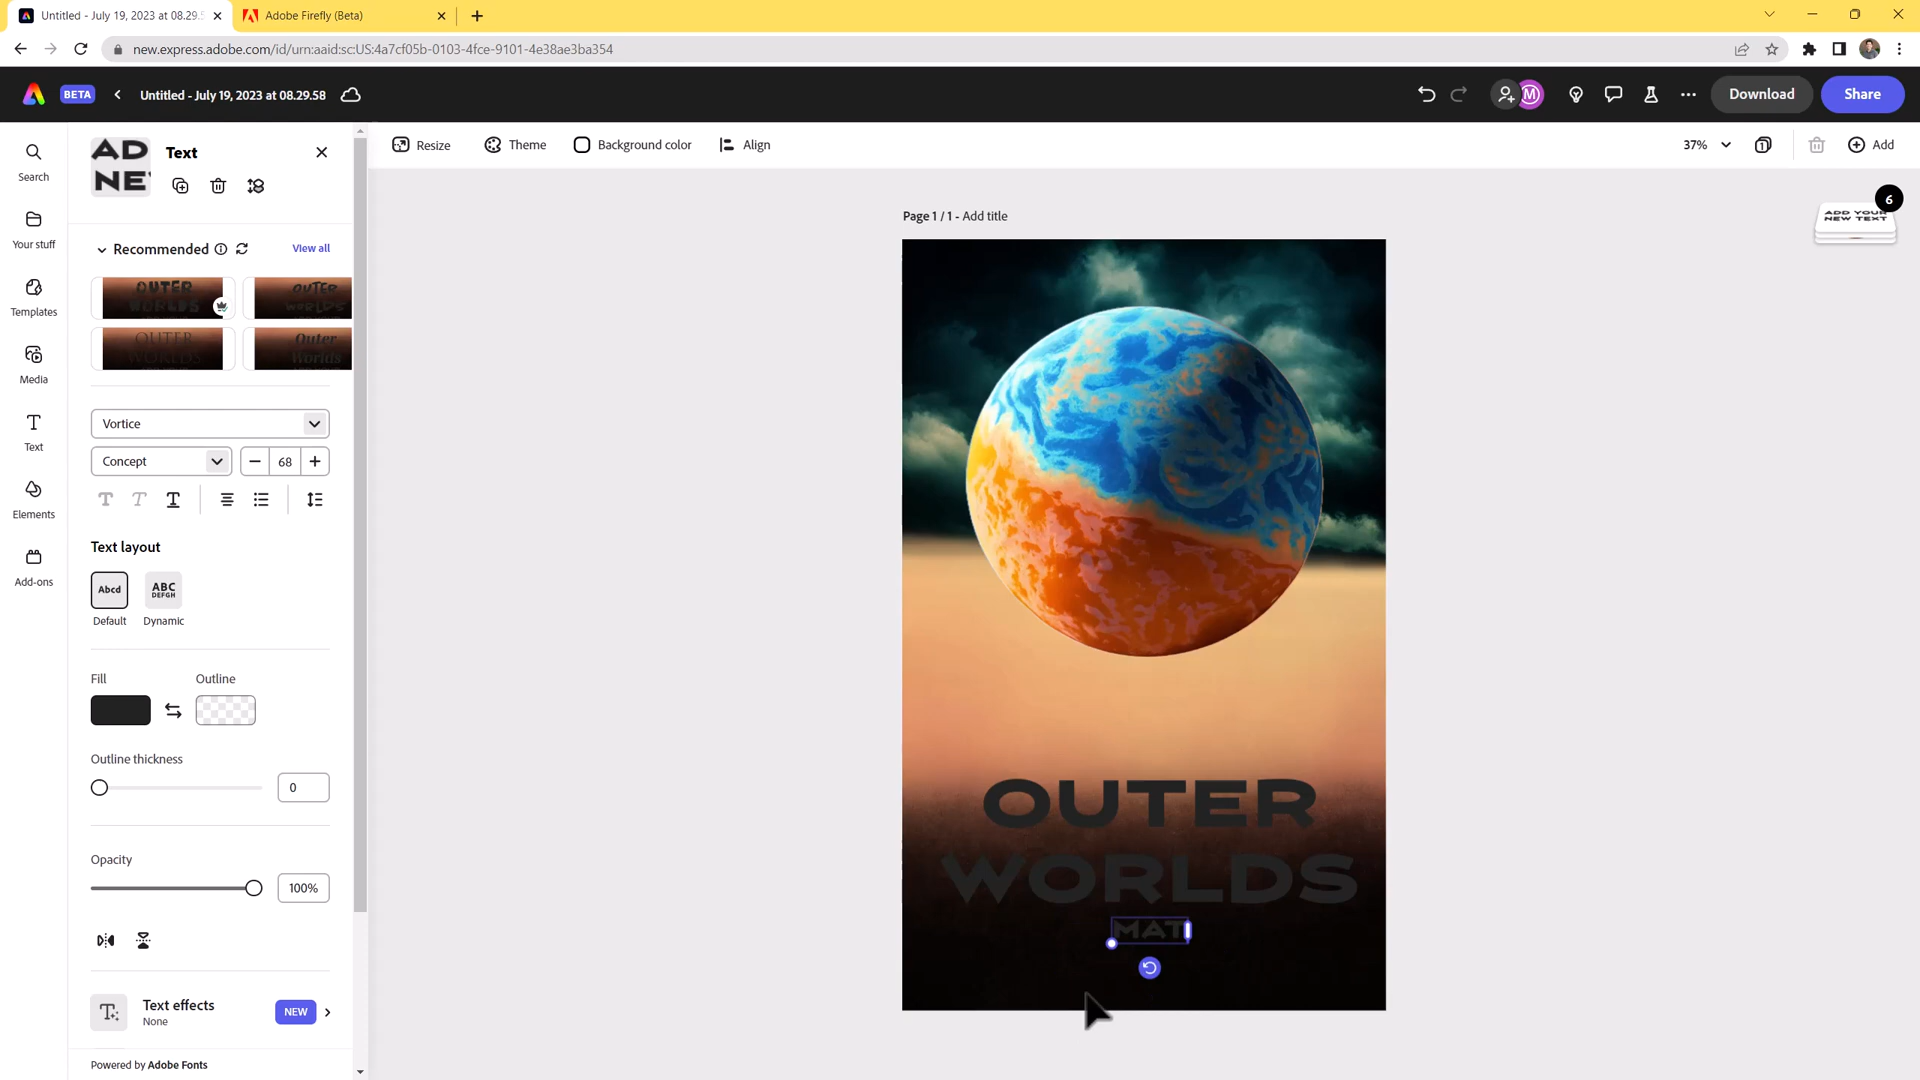 Untitled - July 19, 2023 at 08.29.5
Adobe Firefly (Beta)
new.express.adobe.com/id/urn:aaid:sc:US:4a7cf05b-0103-4fce-9101-4e38ae3ba354
BETA
Untitled - July 19, 2023 at 08.29.58
M
Download
Share
Search
Your stuff
Templates
Media
Text
Elements
Add-ons
AD
NE
Text
Recommended
View all
OUTER
WORLDS
OUTER
WORLDS
OUTER
WORLDS
Outer
Worlds
Vortice
Concept
68
Text layout
Abcd
ABC
DEFGH
Default
Dynamic
Fill
Outline
Outline thickness
0
Opacity
100%
Text effects
None
NEW
Powered by Adobe Fonts
Resize
Theme
Background color
Align
37%
1
Add
Page 1 / 1 - Add title
6
ADD YOUR
NEW TEXT
OUTER
WORLDS
MAT